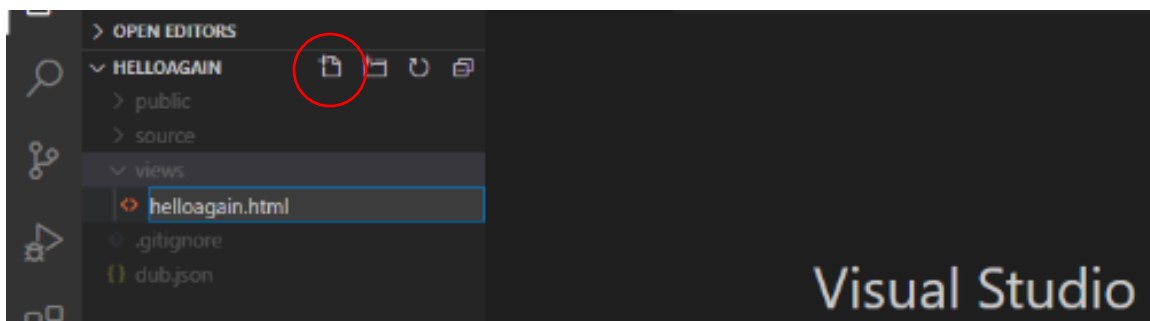 OPEN EDITORS
HELLOAGAIN
public
source
views
helloagain.html
.gitignore
{} dub.json
Visual Studio